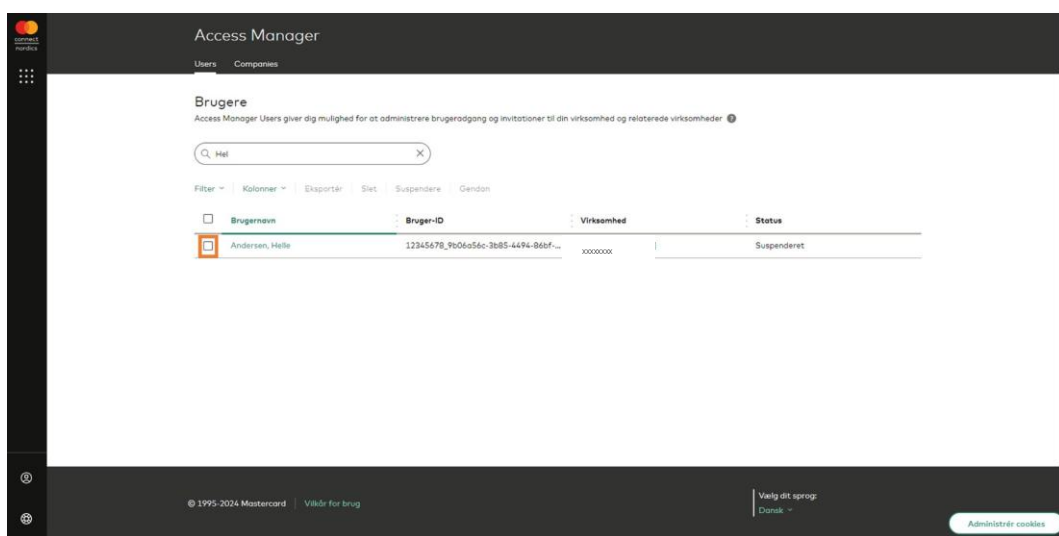 connect
nordics
Access Manager
Users Companies
Brugere
Access Manager Users giver dig mulighed for at administrere brugeradgang og invitationer til din virksomhed og relaterede virksomheder ?
Hel
Filter Kolonner Eksportér Slet Suspendere Gendan
Brugernavn Bruger-ID Virksomhed Status
Andersen, Helle 12345678_9b06a56c-3b85-4494-86bf-... xxxxxxxx Suspenderet
© 1995-2024 Mastercard Vilkår for brug
Vælg dit sprog:
Dansk
Administrér cookies